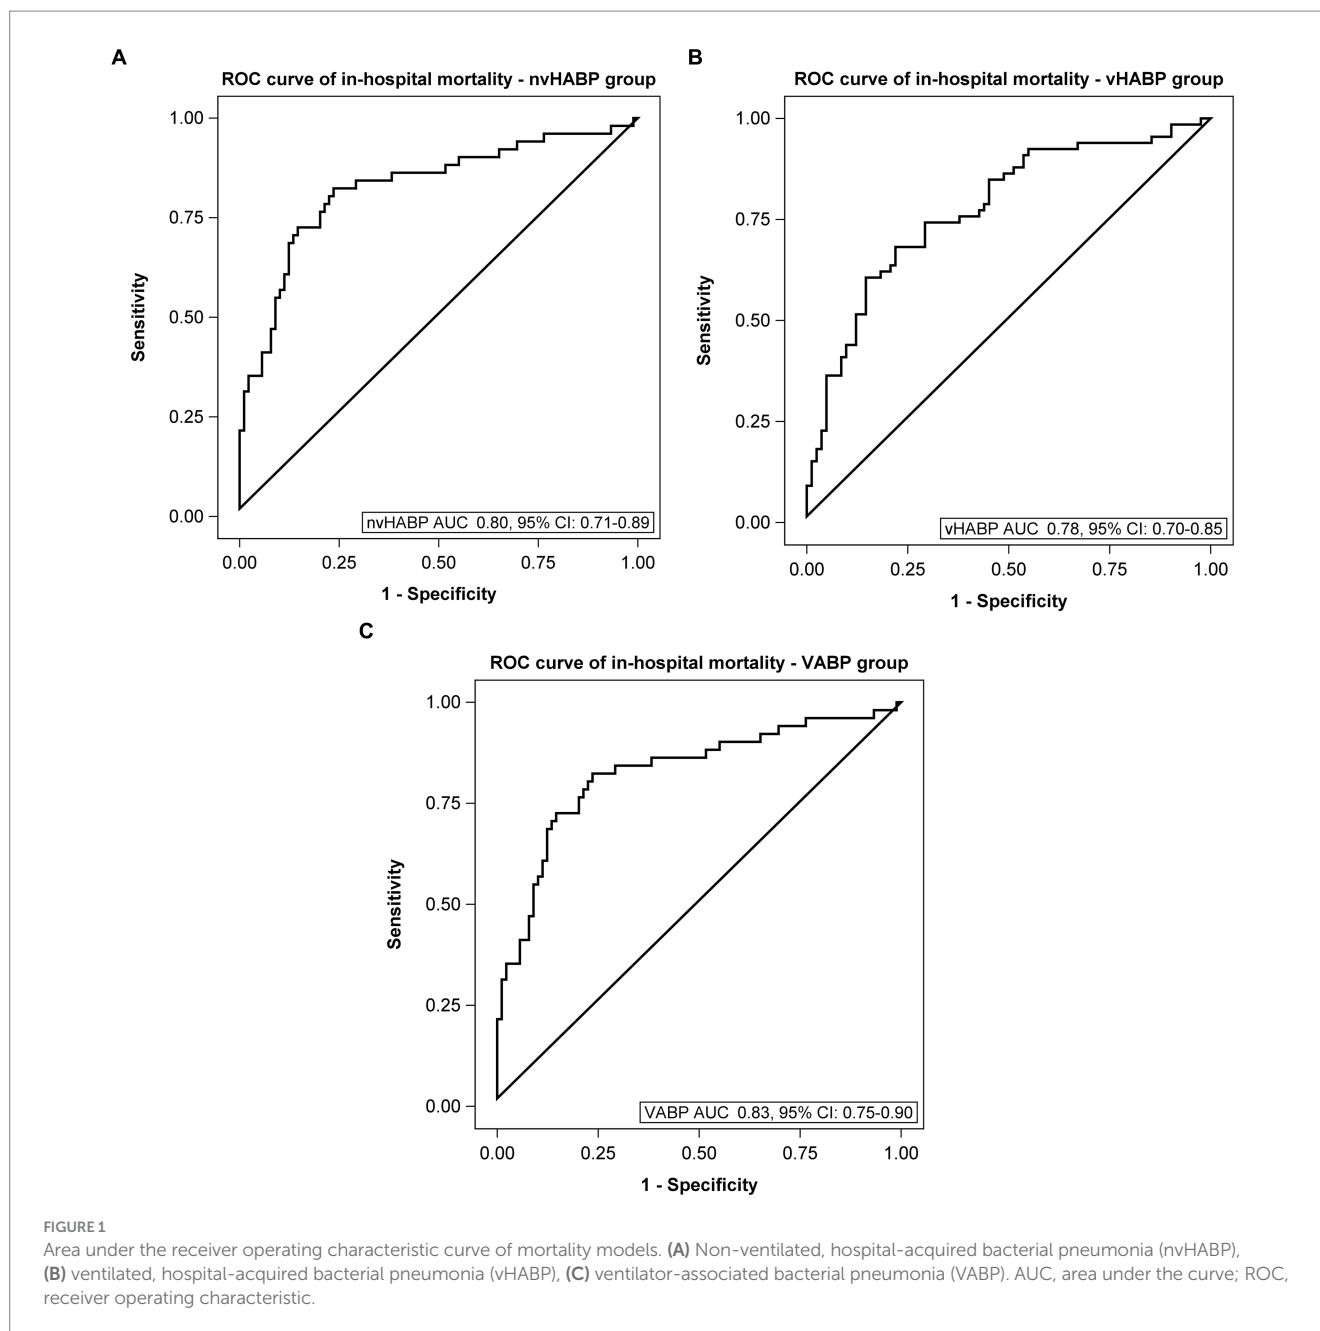 A
ROC curve of in-hospital mortality - nvHABP group
1.00
0.75
0.50
0.25
0.00
Sensitivity
nvHABP AUC 0.80, 95% CI: 0.71-0.89
0.00 0.25 0.50 0.75 1.00
1 - Specificity
B
ROC curve of in-hospital mortality - vHABP group
1.00
0.75
0.50
0.25
0.00
Sensitivity
vHABP AUC 0.78, 95% CI: 0.70-0.85
0.00 0.25 0.50 0.75 1.00
1 - Specificity
C
ROC curve of in-hospital mortality - VABP group
1.00
0.75
0.50
0.25
0.00
Sensitivity
VABP AUC 0.83, 95% CI: 0.75-0.90
0.00 0.25 0.50 0.75 1.00
1 - Specificity
FIGURE 1
Area under the receiver operating characteristic curve of mortality models. (A) Non-ventilated, hospital-acquired bacterial pneumonia (nvHABP),
(B) ventilated, hospital-acquired bacterial pneumonia (vHABP), (C) ventilator-associated bacterial pneumonia (VABP). AUC, area under the curve; ROC,
receiver operating characteristic.